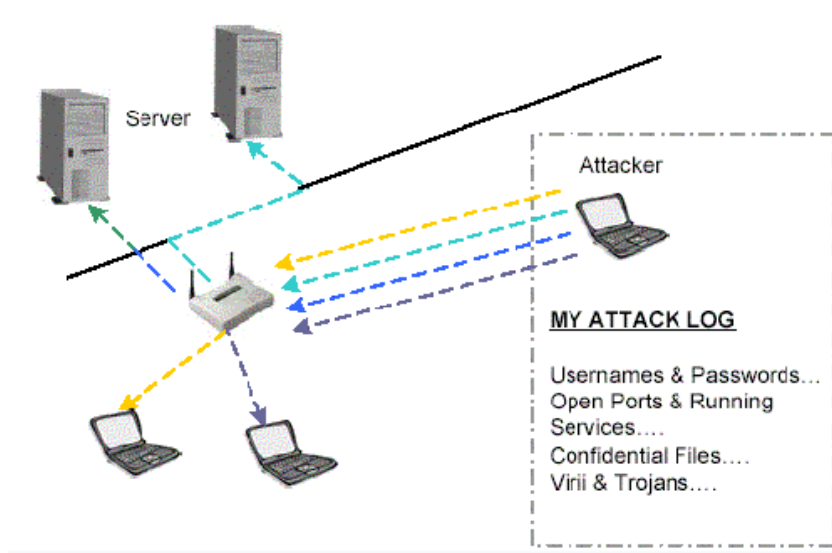 Server
Attacker
MY ATTACK LOG
Usernames & Passwords...
Open Ports & Running
Services....
Confidential Files....
Virii & Trojans....